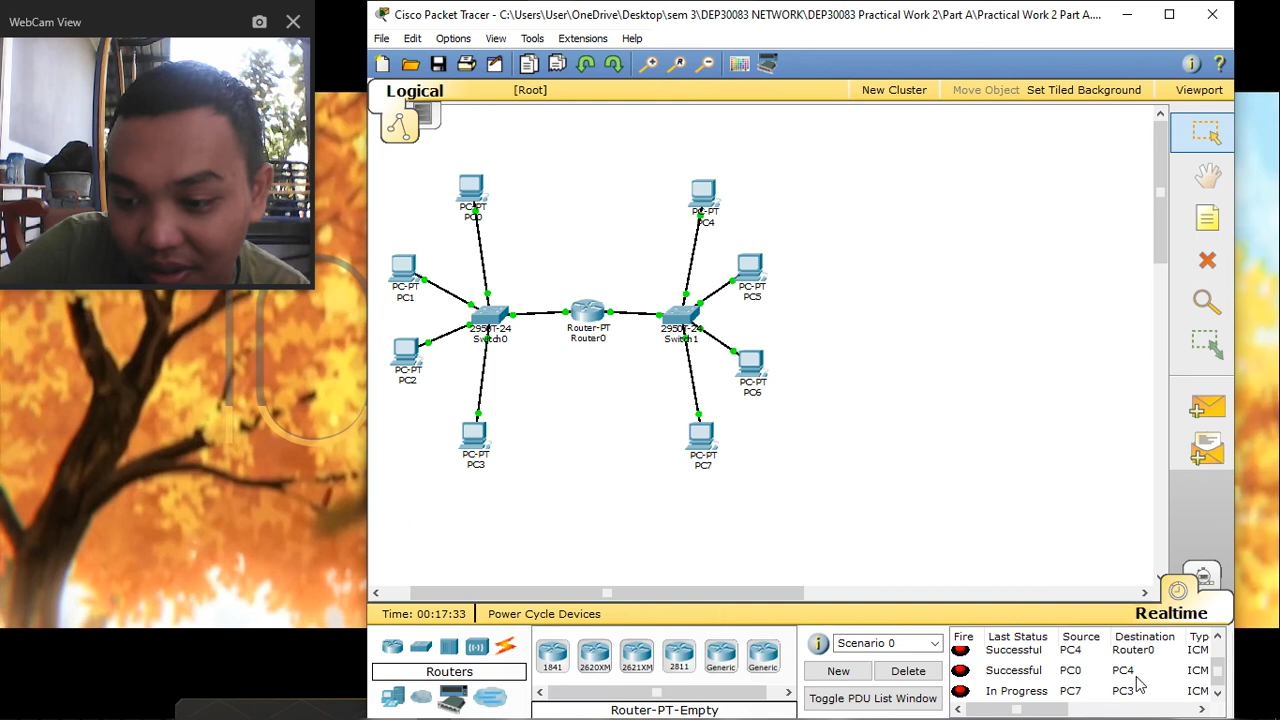 WebCam View
Cisco Packet Tracer - C:\Users\User\OneDrive\Desktop\sem 3\DEP30083 NETWORK\DEP30083 Practical Work 2\Part A\Practical Work 2 Part A....
File Edit Options View Tools Extensions Help
Logical [Root] New Cluster Move Object Set Tiled Background Viewport
PC-PT
PC0
PC-PT
PC4
PC-PT
PC1
PC-PT
PC5
2950T-24
Switch0
Router-PT
Router0
2950T-24
Switch1
PC-PT
PC2
PC-PT
PC6
PC-PT
PC3
PC-PT
PC7
Time: 00:17:33 Power Cycle Devices
Realtime
Routers
1841 2620XM 2621XM 2811 Generic Generic
Router-PT-Empty
Scenario 0
New Delete
Toggle PDU List Window
Fire Last Status Source Destination Typ
Successful PC4 Router0 ICM
Successful PC0 PC4 ICM
In Progress PC7 PC3 ICM